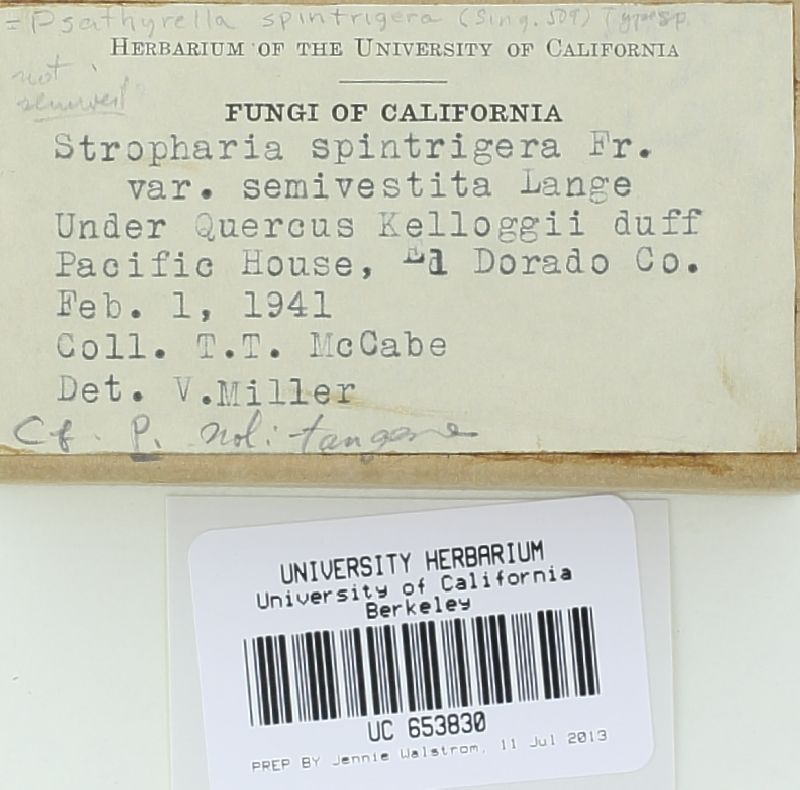 = Psathyrella spintrigera (Sing. 509) Type sp.
HERBARIUM OF THE UNIVERSITY OF CALIFORNIA
not
FUNGI OF CALIFORNIA
Stropharia spintrigera Fr.
var. semivestita Lange
Under Quercus Kelloggii duff
Pacific House, El Dorado Co.
Feb. 1, 1941
Coll. T.T. McCabe
Det. V.Miller
Cf. P. noli-tangere
UNIVERSITY HERBARIUM
University of California
Berkeley
UC 653830
PREP BY Jennie Walstrom, 11 Jul 2013